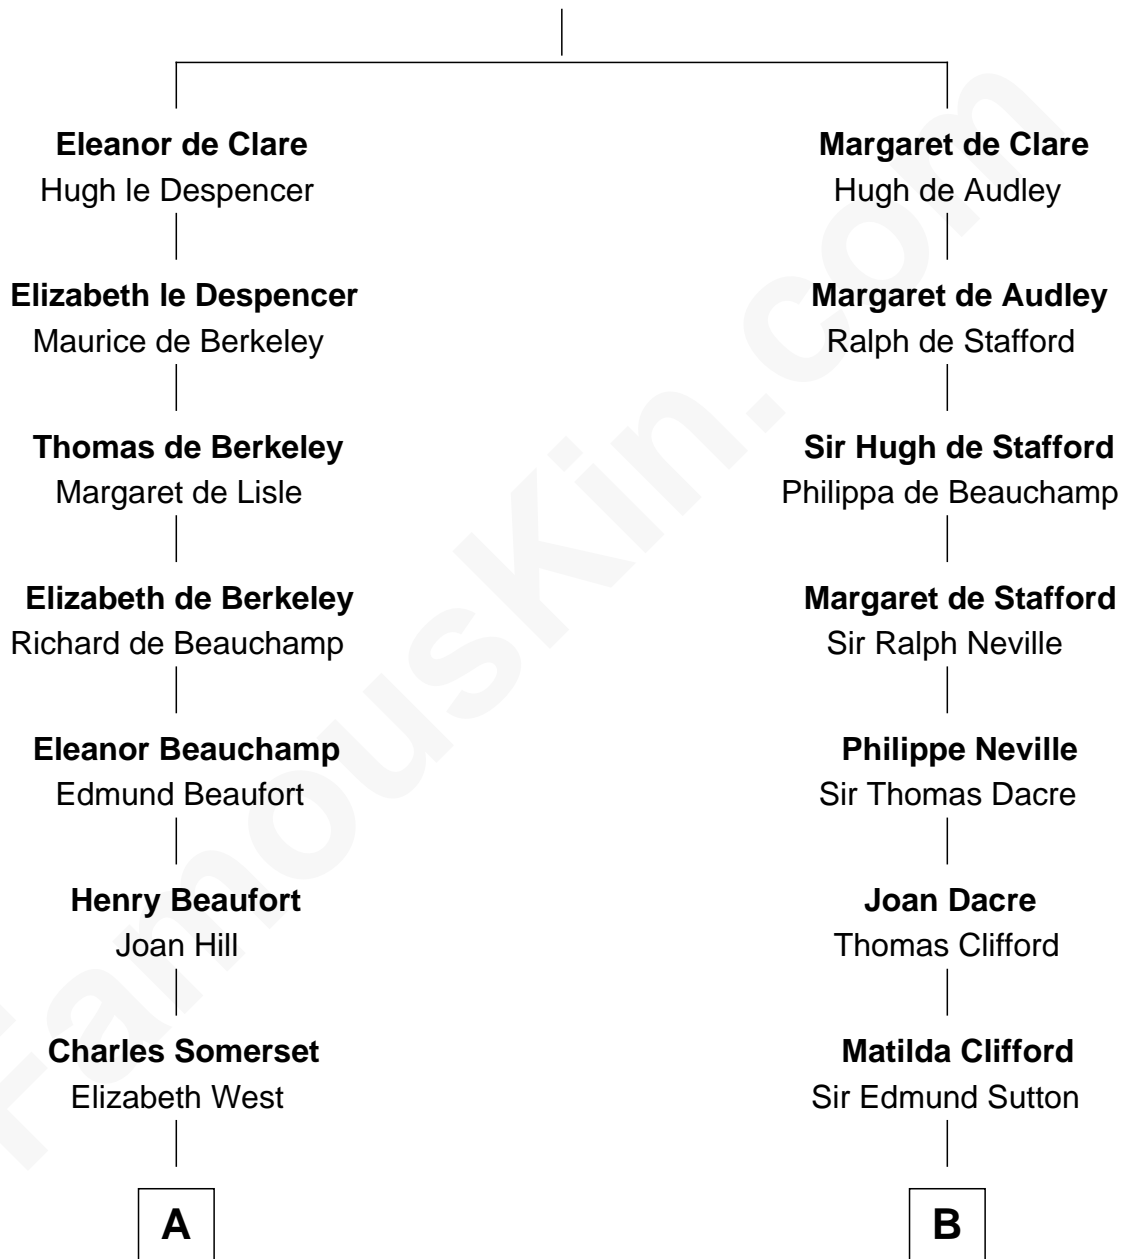 Eleanor de Clare
Hugh le Despencer
Elizabeth le Despencer
Maurice de Berkeley
Thomas de Berkeley
Margaret de Lisle
Elizabeth de Berkeley
Richard de Beauchamp
Eleanor Beauchamp
Edmund Beaufort
Henry Beaufort
Joan Hill
Charles Somerset
Elizabeth West
A
Margaret de Clare
Hugh de Audley
Margaret de Audley
Ralph de Stafford
Sir Hugh de Stafford
Philippa de Beauchamp
Margaret de Stafford
Sir Ralph Neville
Philippe Neville
Sir Thomas Dacre
Joan Dacre
Thomas Clifford
Matilda Clifford
Sir Edmund Sutton
B
FamousKin.com